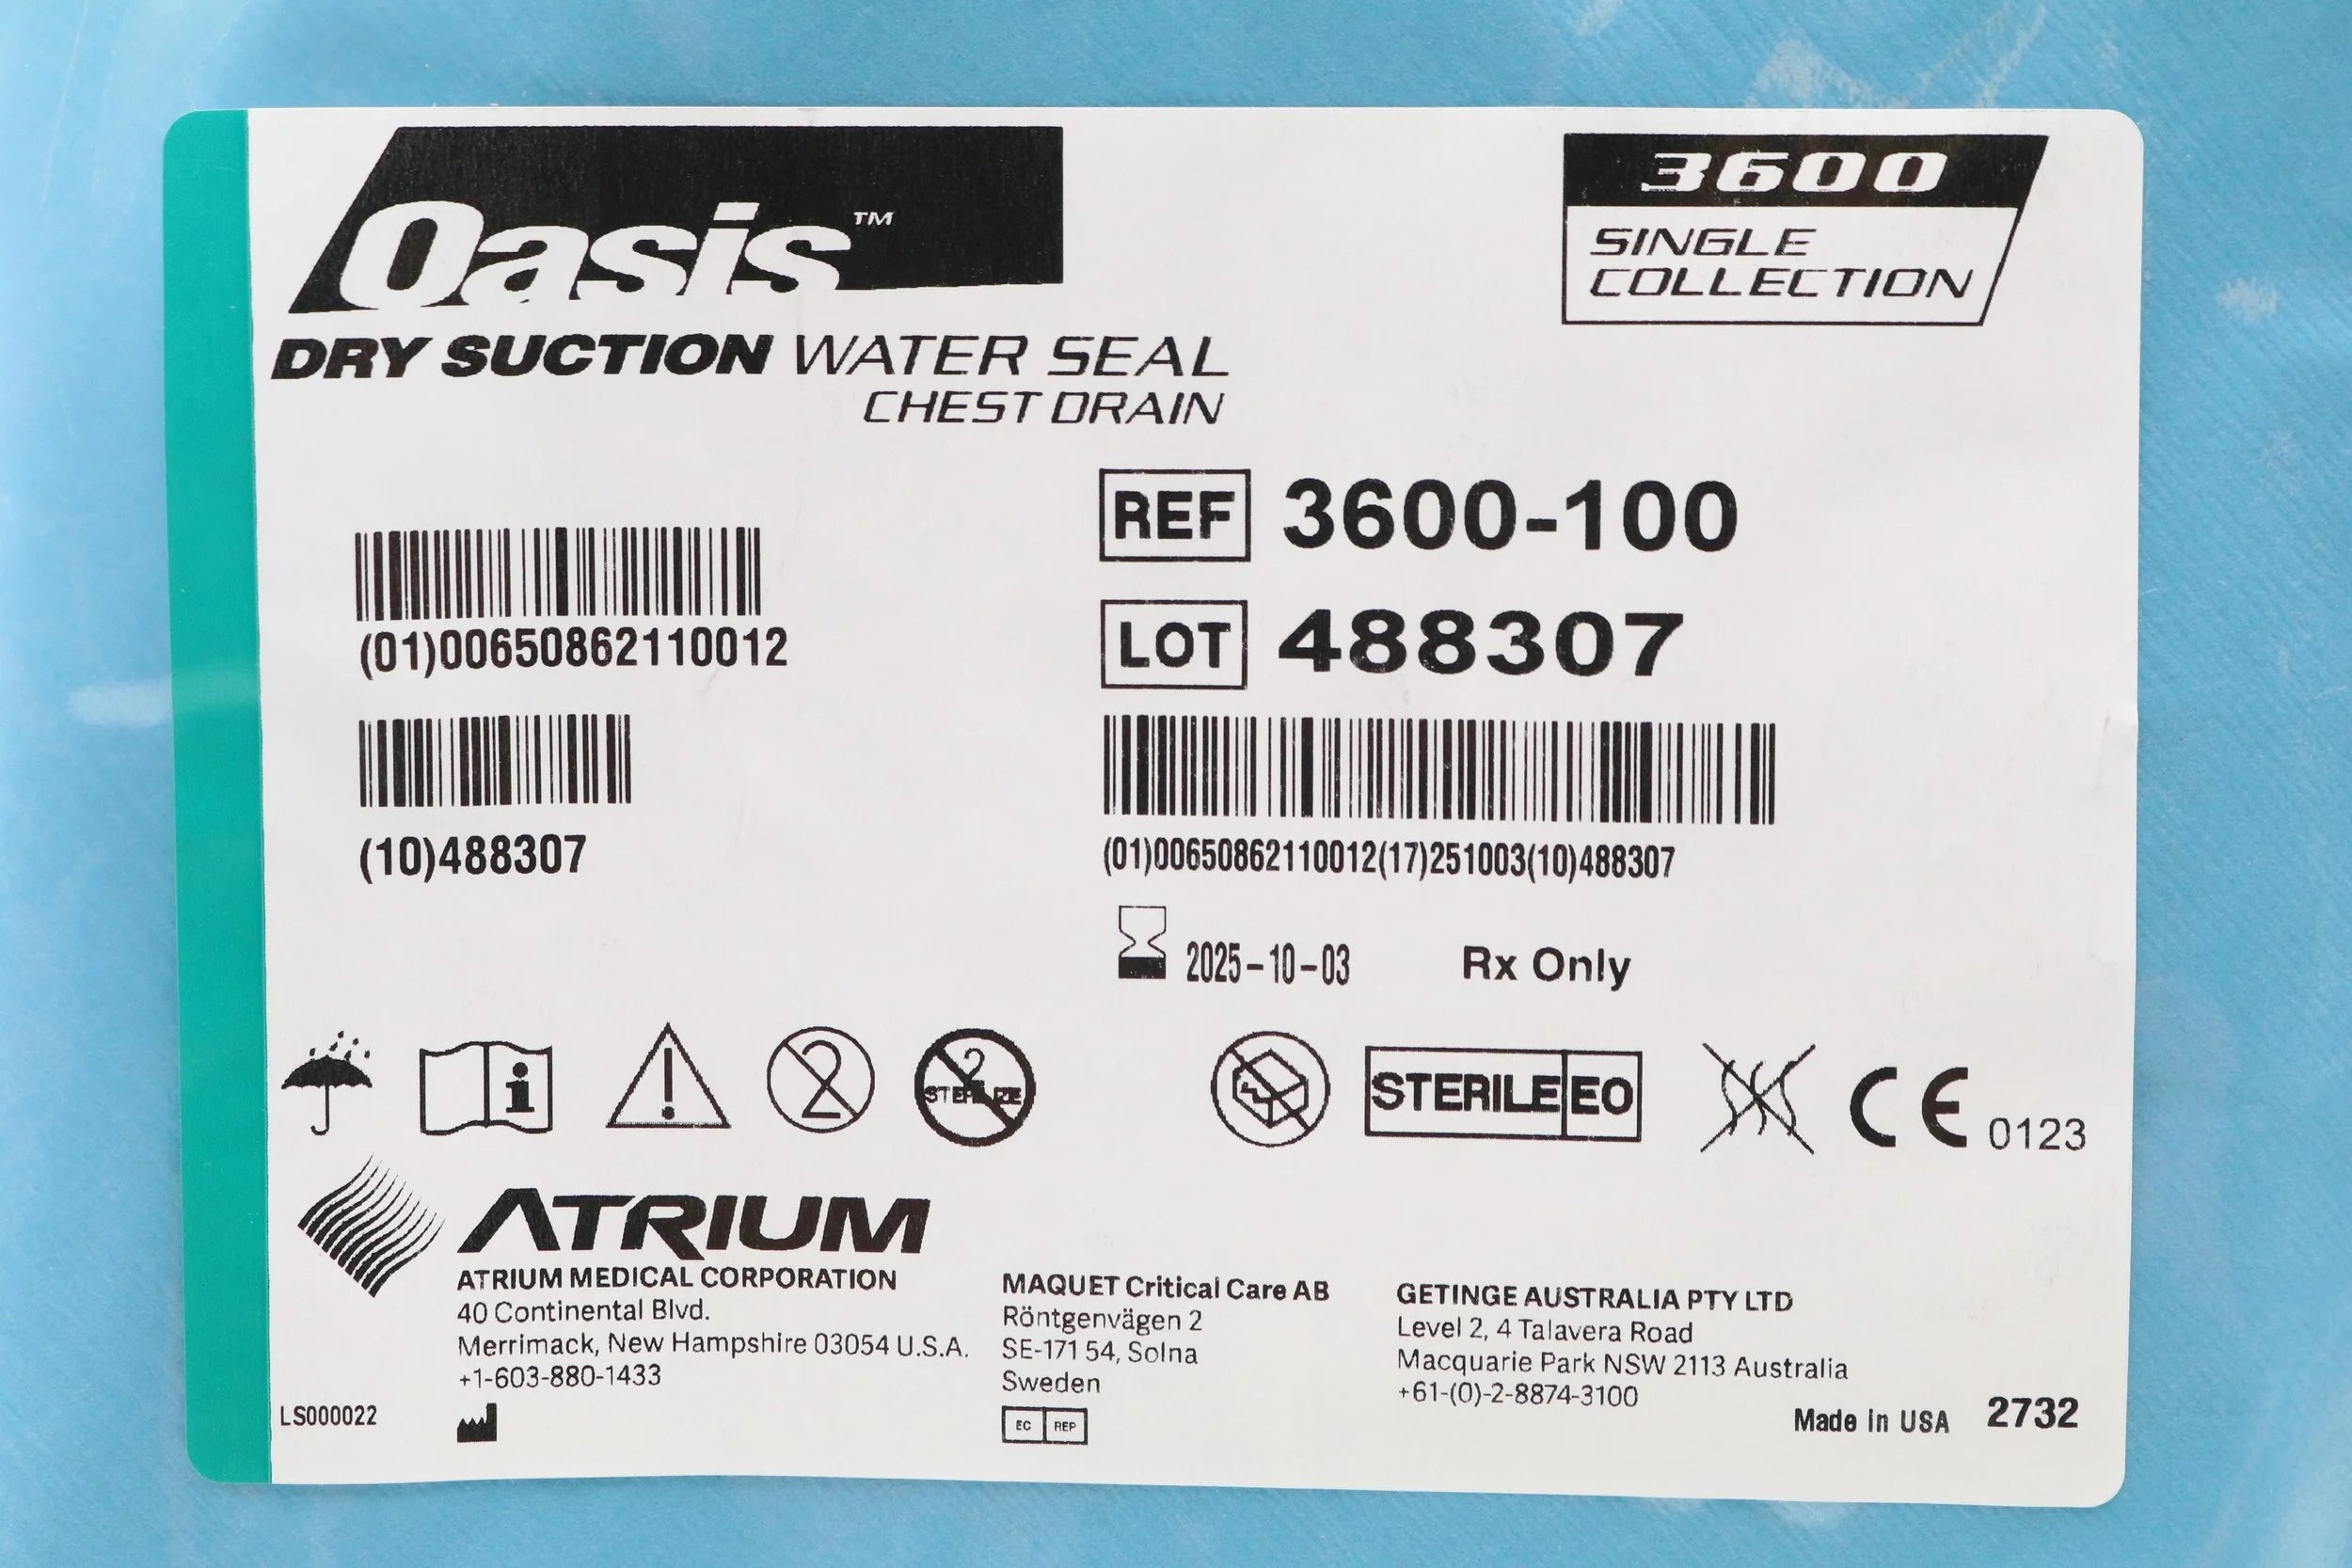 Oasis™
3600
SINGLE
COLLECTION
DRY SUCTION WATER SEAL
CHEST DRAIN
REF 3600-100
(01)00650862110012
LOT 488307
(10)488307
(01)00650862110012(17)251003(10)488307
2025-10-03 Rx Only
i ! 2 2 STERILIZE STERILE EO CE 0123
ATRIUM
ATRIUM MEDICAL CORPORATION
40 Continental Blvd.
Merrimack, New Hampshire 03054 U.S.A.
+1-603-880-1433
MAQUET Critical Care AB
Röntgenvägen 2
SE-171 54, Solna
Sweden
EC REP
GETINGE AUSTRALIA PTY LTD
Level 2, 4 Talavera Road
Macquarie Park NSW 2113 Australia
+61-(0)-2-8874-3100
LS000022
Made in USA 2732